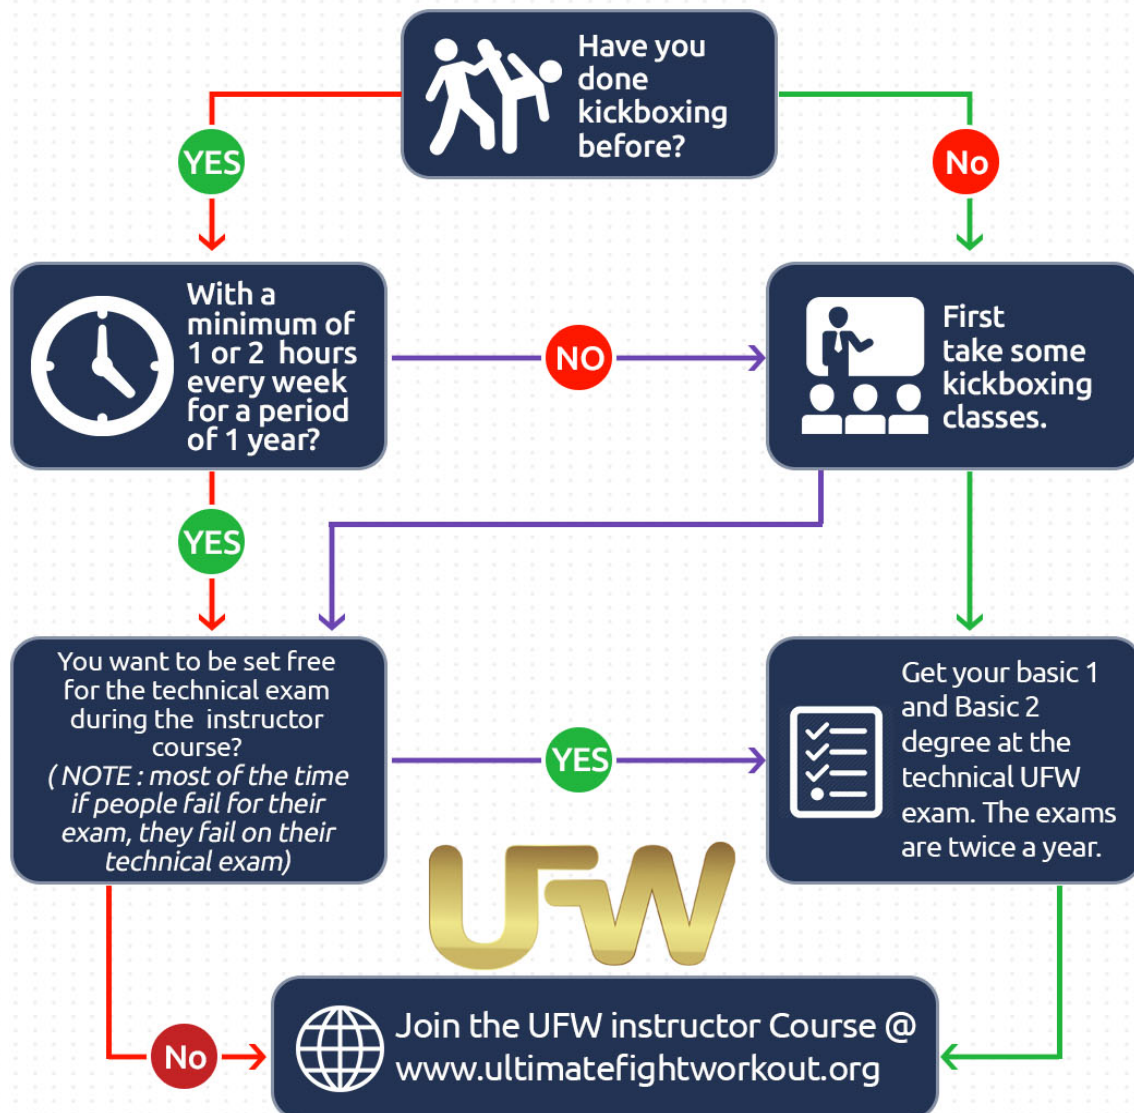 Have you
done
kickboxing
before?
YES
No
With a
minimum of
1 or 2 hours
every week
for a period
of 1 year?
NO
First
take some
kickboxing
classes.
YES
You want to be set free
for the technical exam
during the instructor
course?
( NOTE : most of the time
if people fail for their
exam, they fail on their
technical exam)
YES
Get your basic 1
and Basic 2
degree at the
technical UFW
exam. The exams
are twice a year.
UFW
No
Join the UFW instructor Course @
www.ultimatefightworkout.org